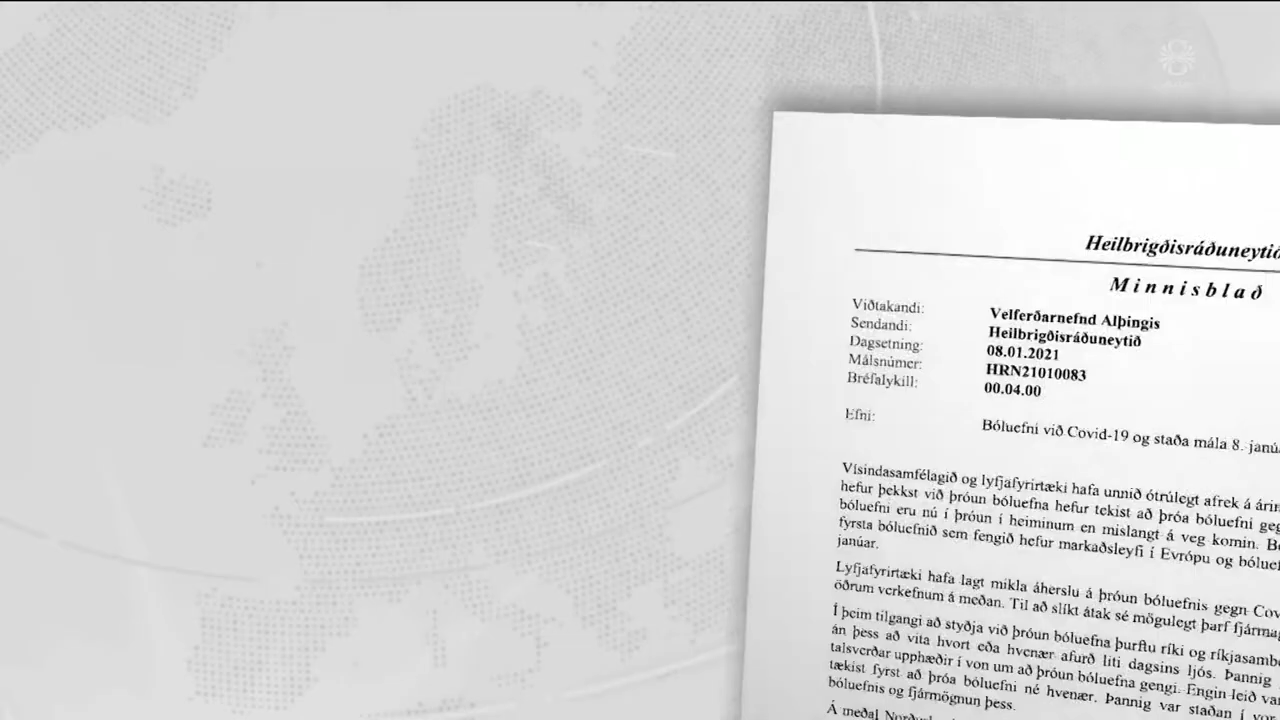 Heilbrigðisráðuneytið
Minnisblað
Viðtakandi: Velferðarnefnd Alþingis
Sendandi: Heilbrigðisráðuneytið
Dagsetning: 08.01.2021
Málsnúmer: HRN21010083
Bréfalykill: 00.04.00
Efni: Bóluefni við Covid-19 og staða mála 8. janúa
Vísindasamfélagið og lyfjafyrirtæki hafa unnið ótrúlegt afrek á árin
hefur þekkst við þróun bóluefna hefur tekist að þróa bóluefni geg
bóluefni eru nú í þróun í heiminum en mislangt á veg komin. Bó
fyrsta bóluefnið sem fengið hefur markaðsleyfi í Evrópu og bóluef
janúar.
Lyfjafyrirtæki hafa lagt mikla áherslu á þróun bóluefnis gegn Cov
öðrum verkefnum á meðan. Til að slíkt átak sé mögulegt þarf fjármag
Í þeim tilgangi að styðja við þróun bóluefna þurftu ríki og ríkjasambö
án þess að vita hvort eða hvenær afurð liti dagsins ljós. Þannig
talsverðar upphæðir í von um að þróun bóluefna gengi. Engin leið var
tækist fyrst að þróa bóluefni né hvenær. Þannig var staðan í vor
bóluefnis og fjármögnun þess.
Á meðal